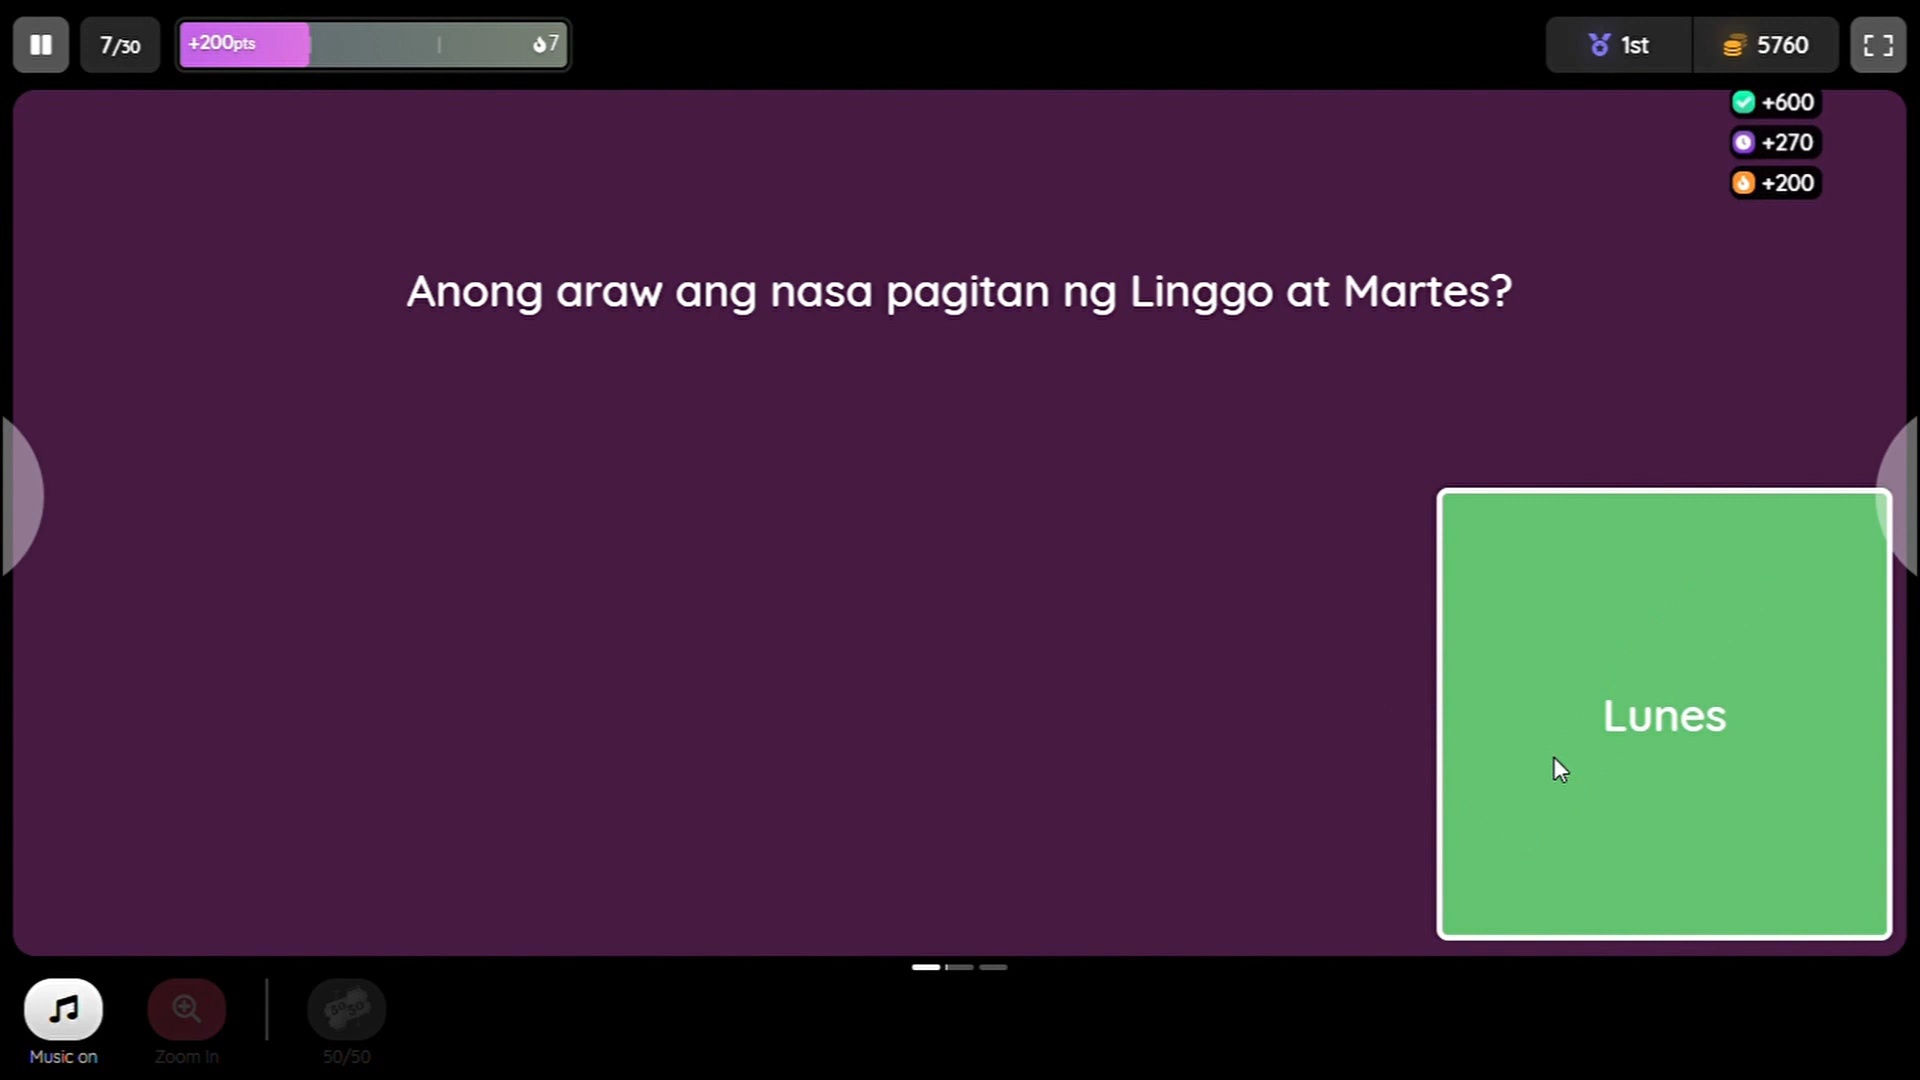 7/30
+200pts
7
1st
5760
+600
+270
+200
Anong araw ang nasa pagitan ng Linggo at Martes?
Lunes
Music on
Zoom In
50/50